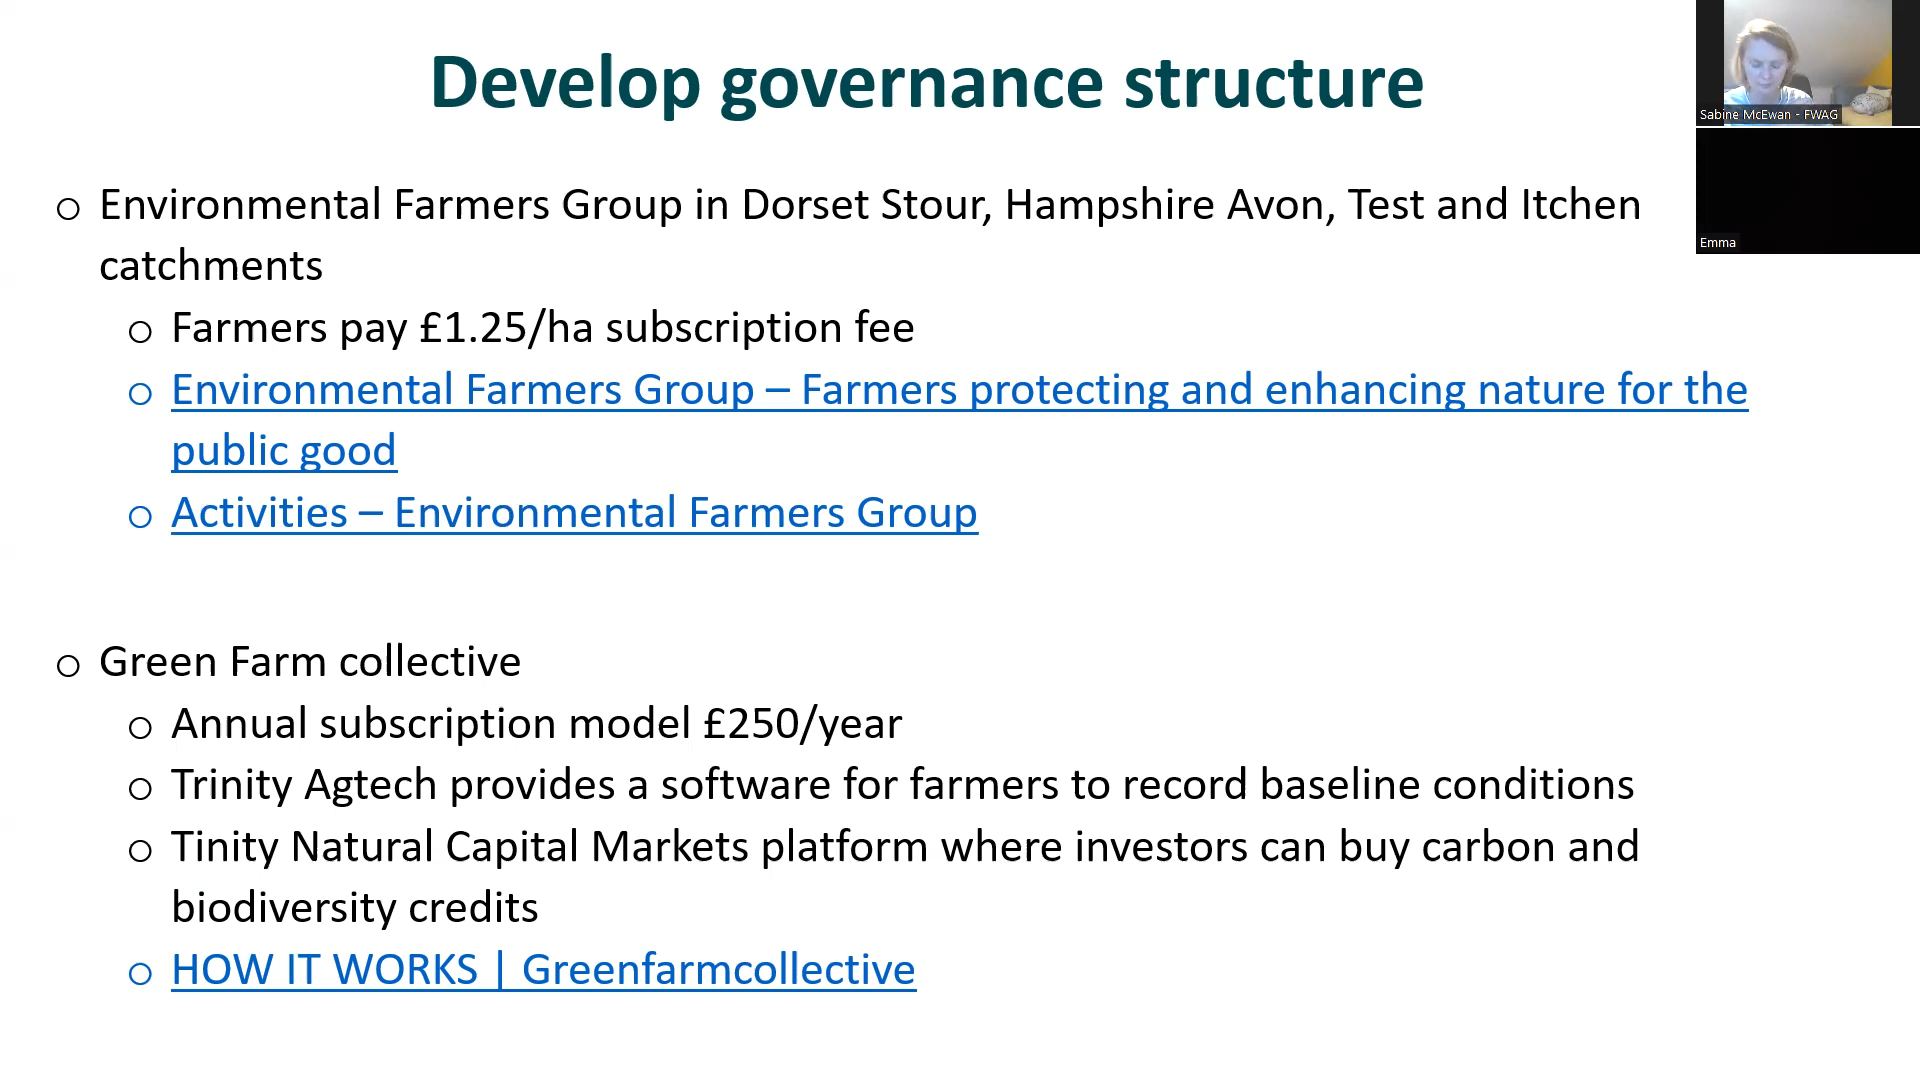 Develop governance structure
Sabine McEwan - FWAG
Emma
Environmental Farmers Group in Dorset Stour, Hampshire Avon, Test and Itchen
catchments
Farmers pay £1.25/ha subscription fee
Environmental Farmers Group – Farmers protecting and enhancing nature for the
public good
Activities – Environmental Farmers Group
Green Farm collective
Annual subscription model £250/year
Trinity Agtech provides a software for farmers to record baseline conditions
Tinity Natural Capital Markets platform where investors can buy carbon and
biodiversity credits
HOW IT WORKS | Greenfarmcollective